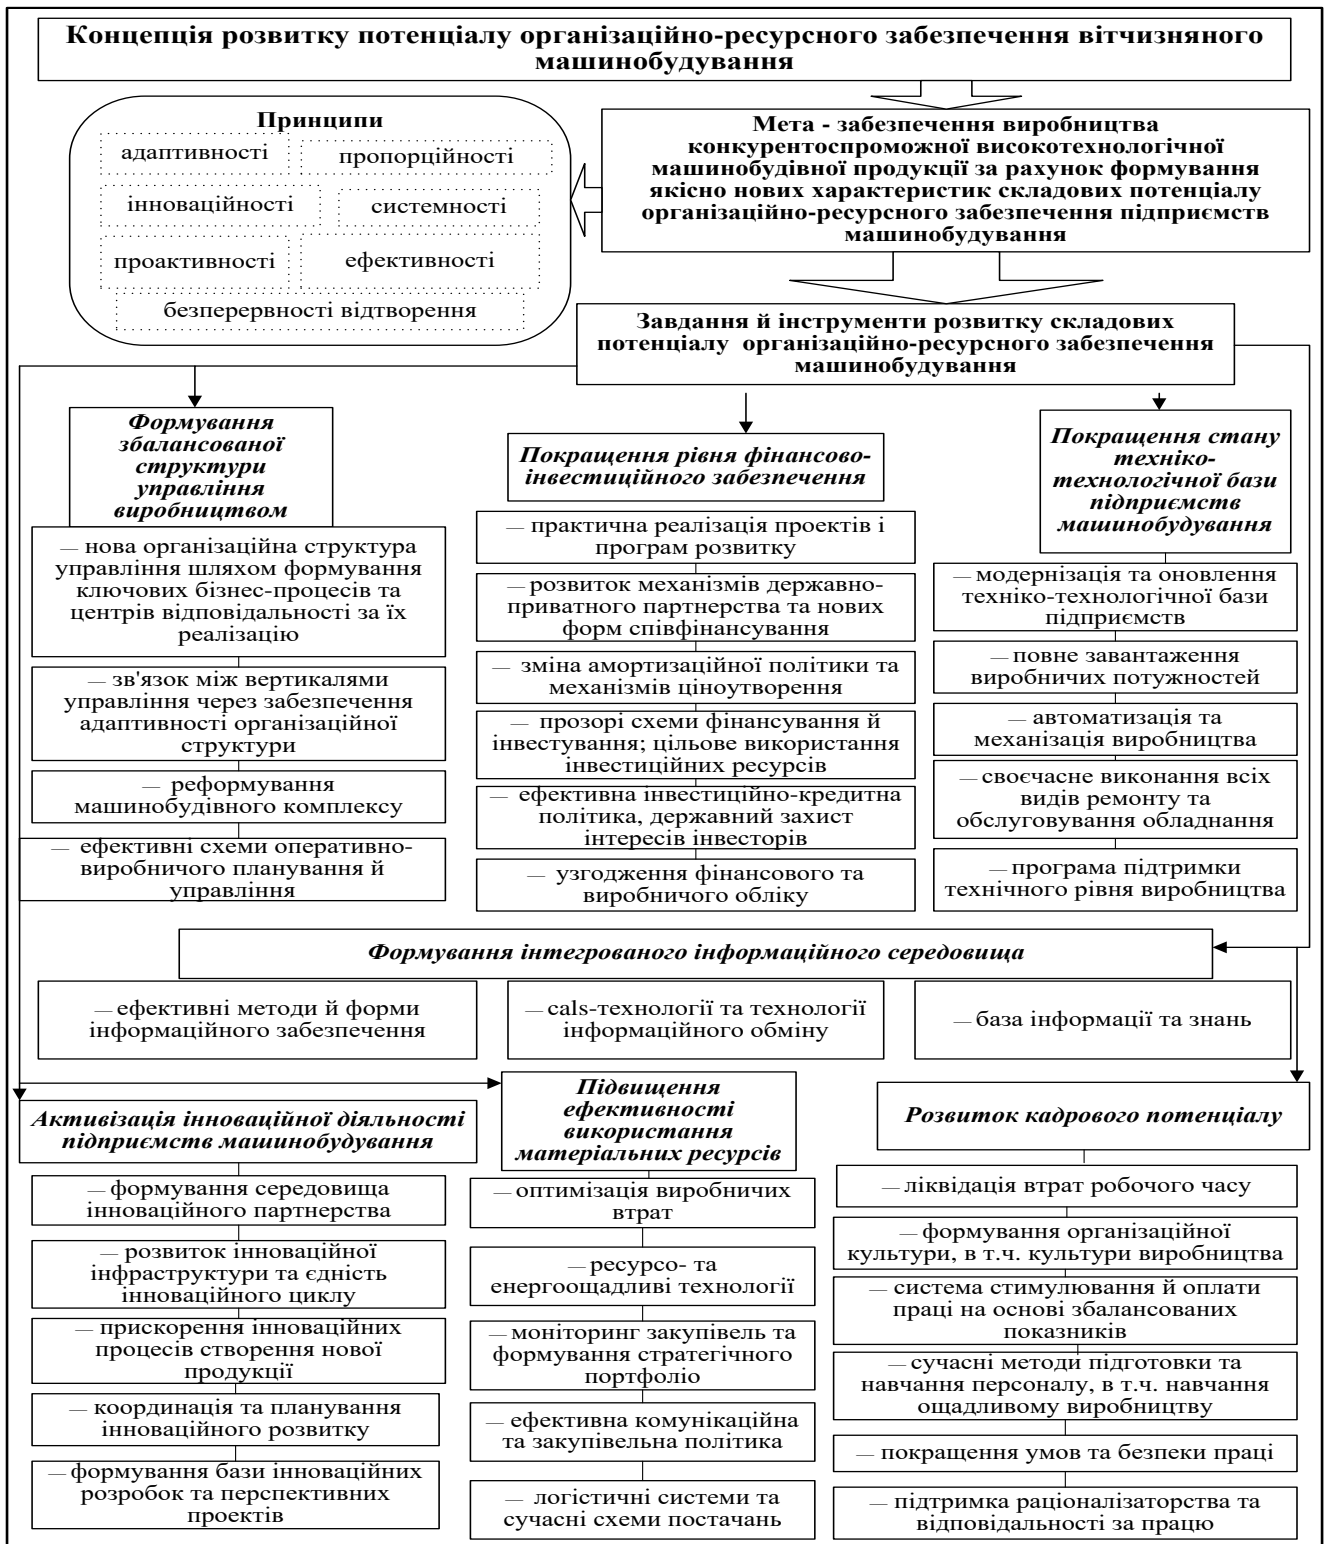 Концепція розвитку потенціалу організаційно-ресурсного забезпечення вітчизняного
машинобудування
Принципи
адаптивності
пропорційності
інноваційності
системності
проактивності
ефективності
безперервності відтворення
Мета - забезпечення виробництва
конкурентоспроможної високотехнологічної
машинобудівної продукції за рахунок формування
якісно нових характеристик складових потенціалу
організаційно-ресурсного забезпечення підприємств
машинобудування
Завдання й інструменти розвитку складових
потенціалу організаційно-ресурсного забезпечення
машинобудування
Формування
збалансованої
структури
управління
виробництвом
— нова організаційна структура
управління шляхом формування
ключових бізнес-процесів та
центрів відповідальності за їх
реалізацію
— зв'язок між вертикалями
управління через забезпечення
адаптивності організаційної
структури
— реформування
машинобудівного комплексу
— ефективні схеми оперативно-
виробничого планування й
управління
Покращення рівня фінансово-
інвестиційного забезпечення
— практична реалізація проектів і
програм розвитку
— розвиток механізмів державно-
приватного партнерства та нових
форм співфінансування
— зміна амортизаційної політики та
механізмів ціноутворення
— прозорі схеми фінансування й
інвестування; цільове використання
інвестиційних ресурсів
— ефективна інвестиційно-кредитна
політика, державний захист
інтересів інвесторів
— узгодження фінансового та
виробничого обліку
Покращення стану
техніко-
технологічної бази
підприємств
машинобудування
— модернізація та оновлення
техніко-технологічної бази
підприємств
— повне завантаження
виробничих потужностей
— автоматизація та
механізація виробництва
— своєчасне виконання всіх
видів ремонту та
обслуговування обладнання
— програма підтримки
технічного рівня виробництва
Формування інтегрованого інформаційного середовища
— ефективні методи й форми
інформаційного забезпечення
— cals-технології та технології
інформаційного обміну
— база інформації та знань
Активізація інноваційної діяльності
підприємств машинобудування
— формування середовища
інноваційного партнерства
— розвиток інноваційної
інфраструктури та єдність
інноваційного циклу
— прискорення інноваційних
процесів створення нової
продукції
— координація та планування
інноваційного розвитку
— формування бази інноваційних
розробок та перспективних
проектів
Підвищення
ефективності
використання
матеріальних ресурсів
— оптимізація виробничих
втрат
— ресурсо- та
енергоощадливі технології
— моніторинг закупівель та
формування стратегічного
портфоліо
— ефективна комунікаційна
та закупівельна політика
— логістичні системи та
сучасні схеми постачань
Розвиток кадрового потенціалу
— ліквідація втрат робочого часу
— формування організаційної
культури, в т.ч. культури виробництва
— система стимулювання й оплати
праці на основі збалансованих
показників
— сучасні методи підготовки та
навчання персоналу, в т.ч. навчання
ощадливому виробництву
— покращення умов та безпеки праці
— підтримка раціоналізаторства та
відповідальності за працю